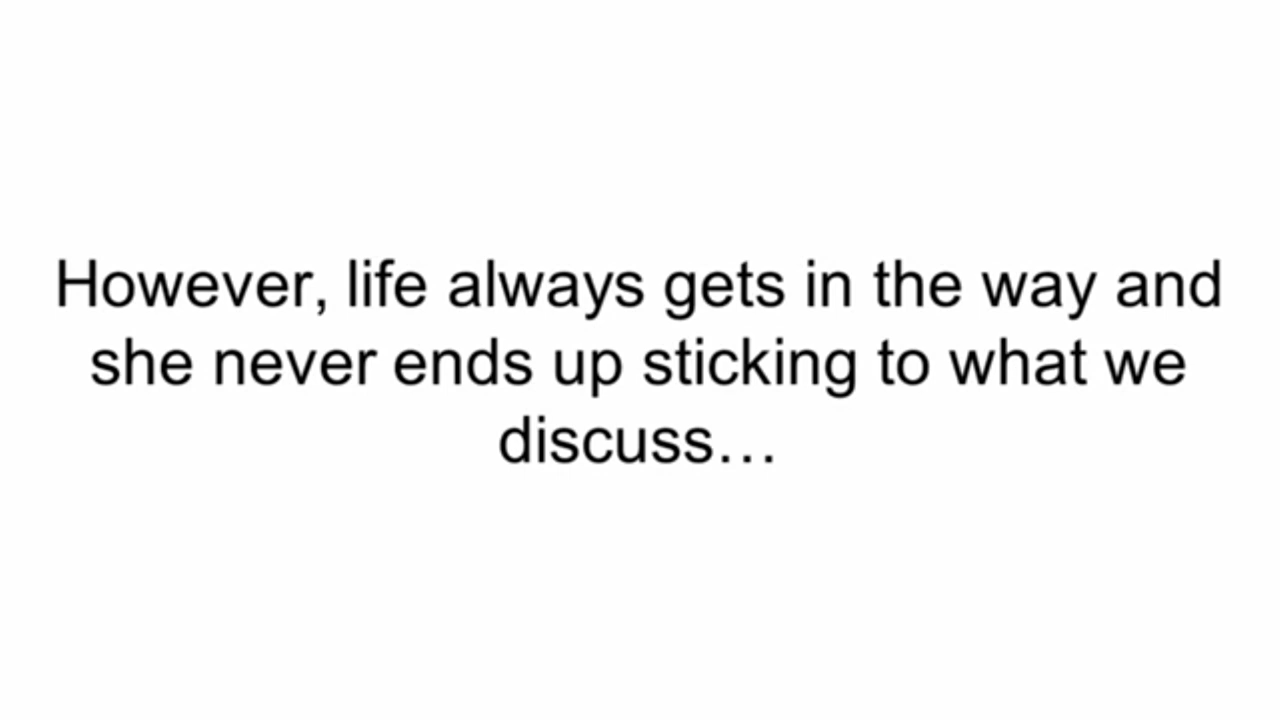 However, life always gets in the way and
she never ends up sticking to what we
discuss…